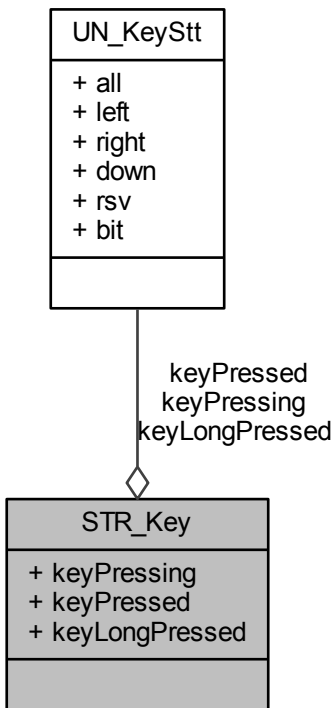 UN_KeyStt
+ all
+ left
+ right
+ down
+ rsv
+ bit
keyPressed
keyPressing
keyLongPressed
STR_Key
+ keyPressing
+ keyPressed
+ keyLongPressed